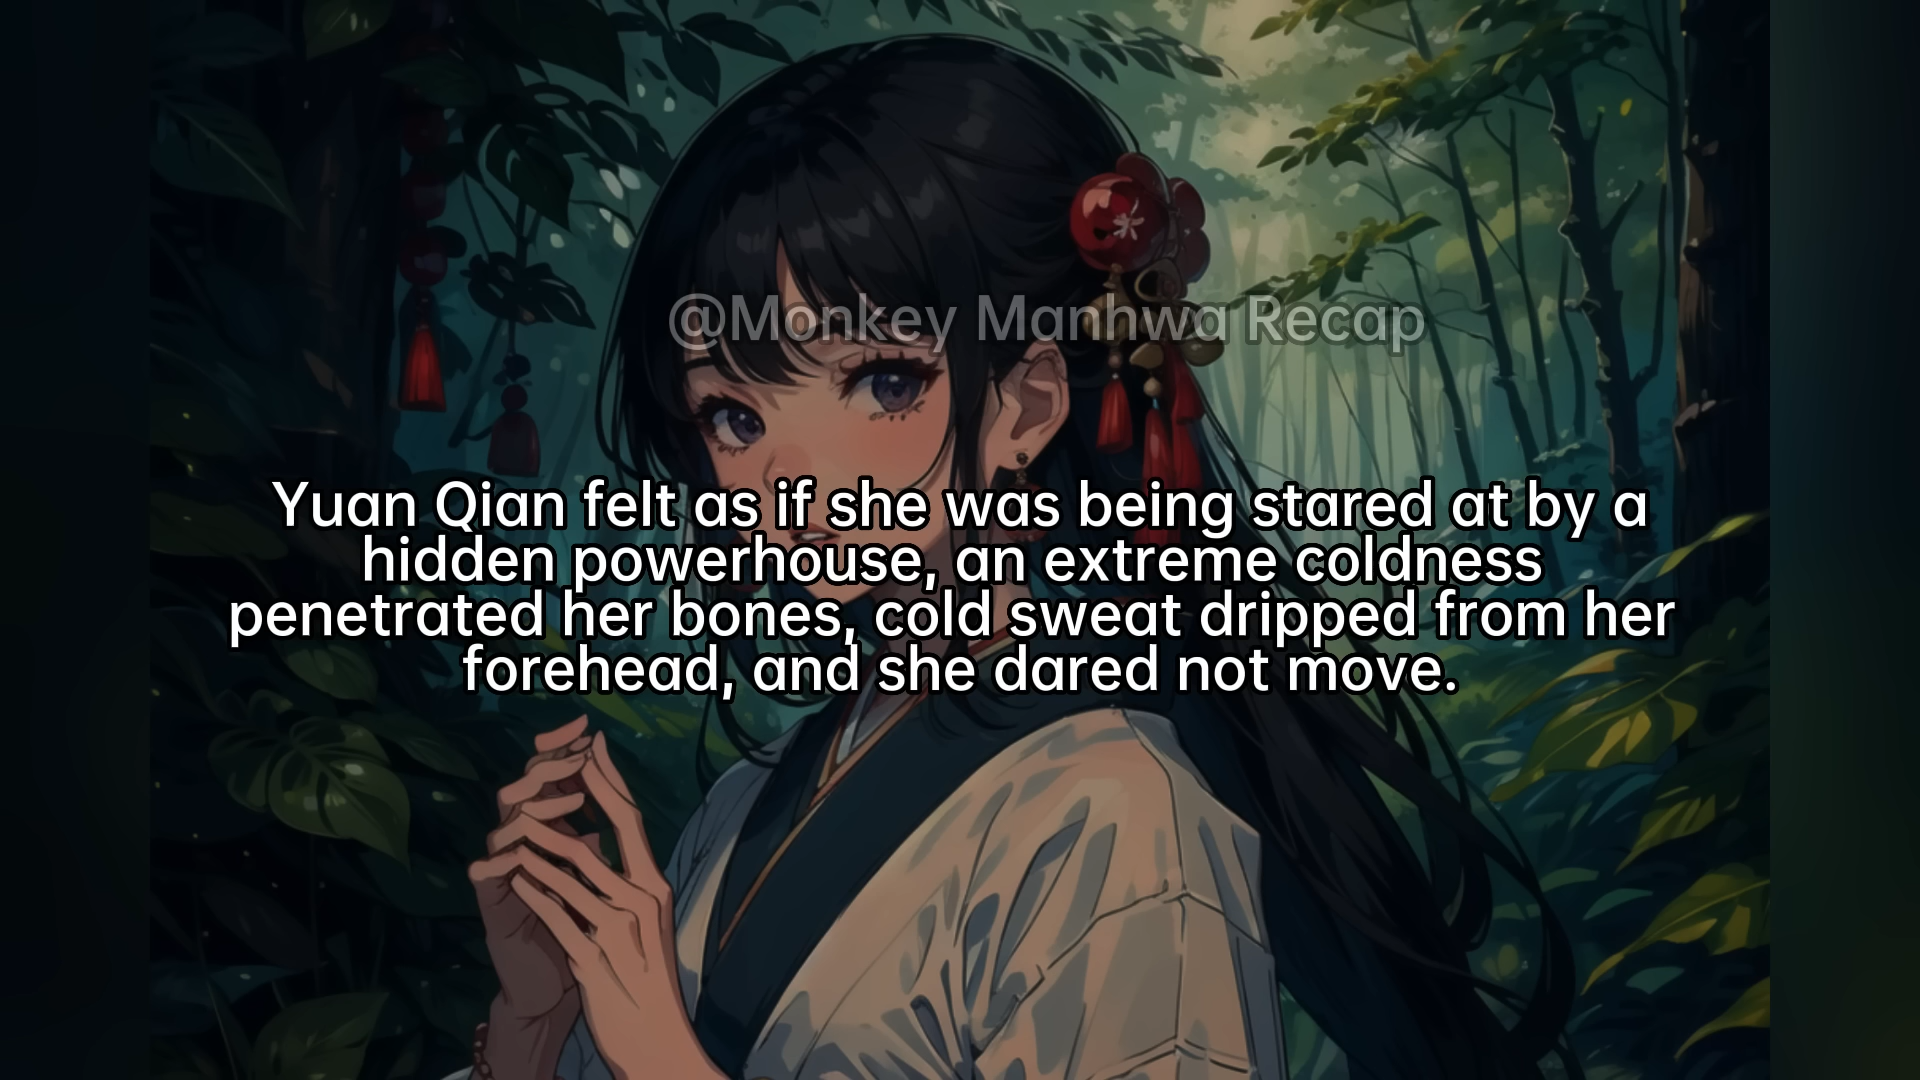 @Monkey Manhwa Recap
Yuan Qian felt as if she was being stared at by a
hidden powerhouse, an extreme coldness
penetrated her bones, cold sweat dripped from her
forehead, and she dared not move.